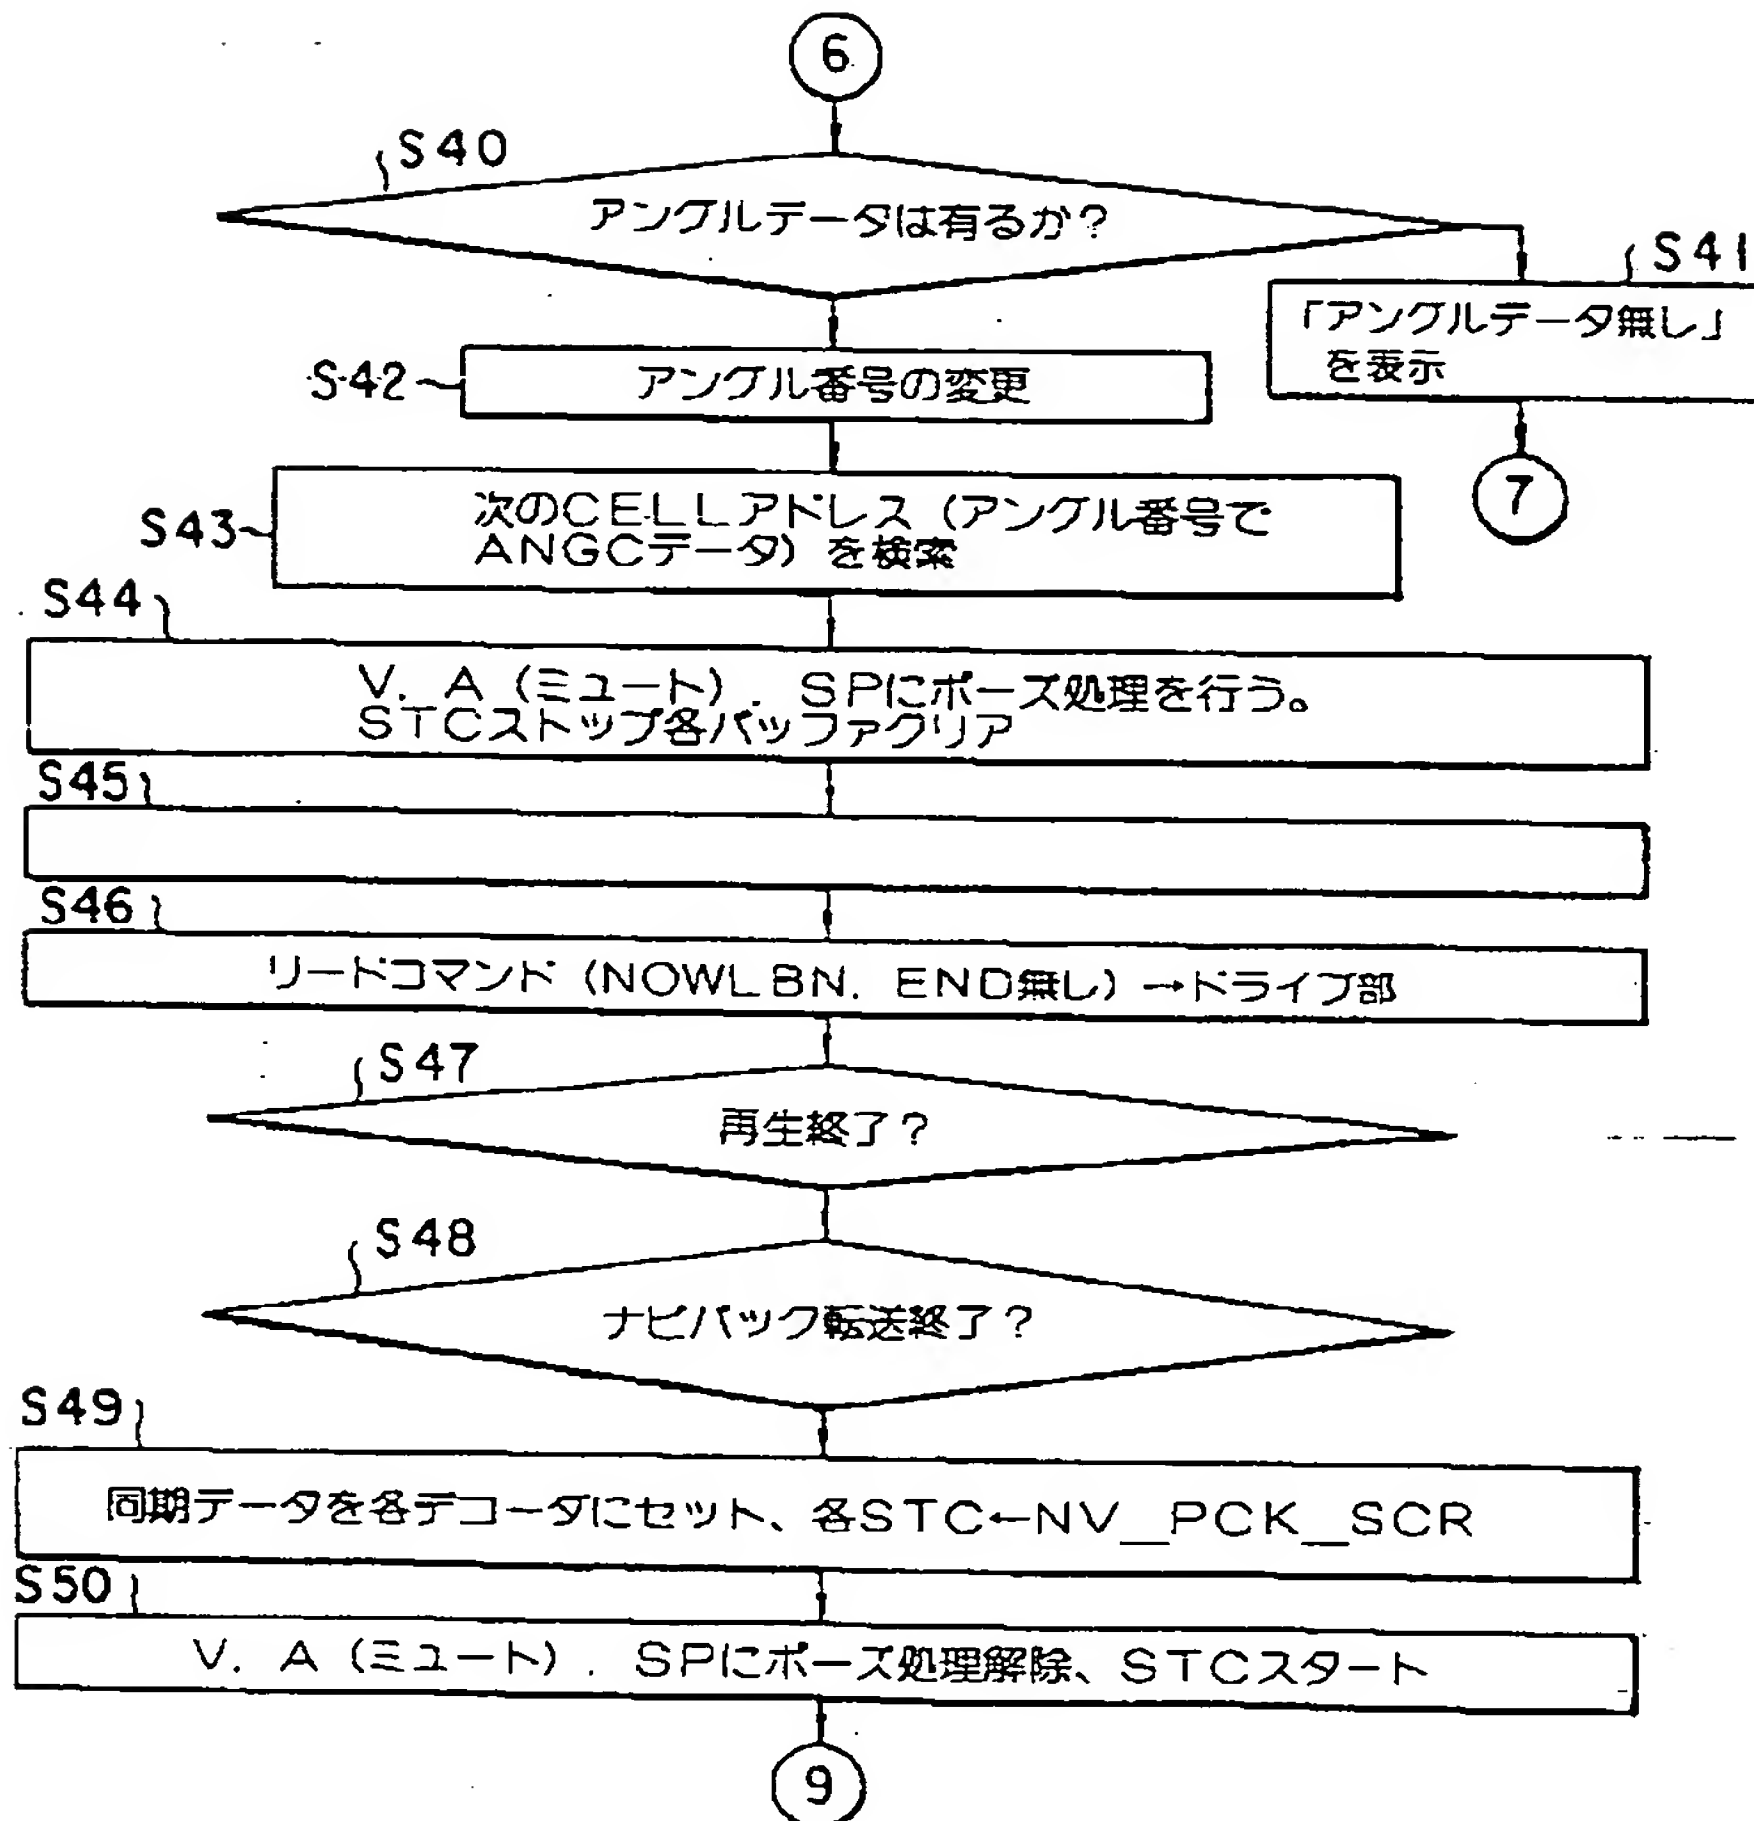 6
S40
アングルデータは有るか?
S41
「アングルデータ無し」
を表示
S42
アングル番号の変更
7
S43
次のCELLアドレス(アングル番号で
ANGCデータ)を検索
S44
V. A(ミュート). SPにポーズ処理を行う。
STCストップ各バッファクリア
S45
S46
リードコマンド(NOWLBN. END無し)→ドライブ部
S47
再生終了?
S48
ナビパック転送終了?
S49
同期データを各デコーダにセット、各STC←NV_PCK_SCR
S50
V. A(ミュート). SPにポーズ処理解除、STCスタート
9